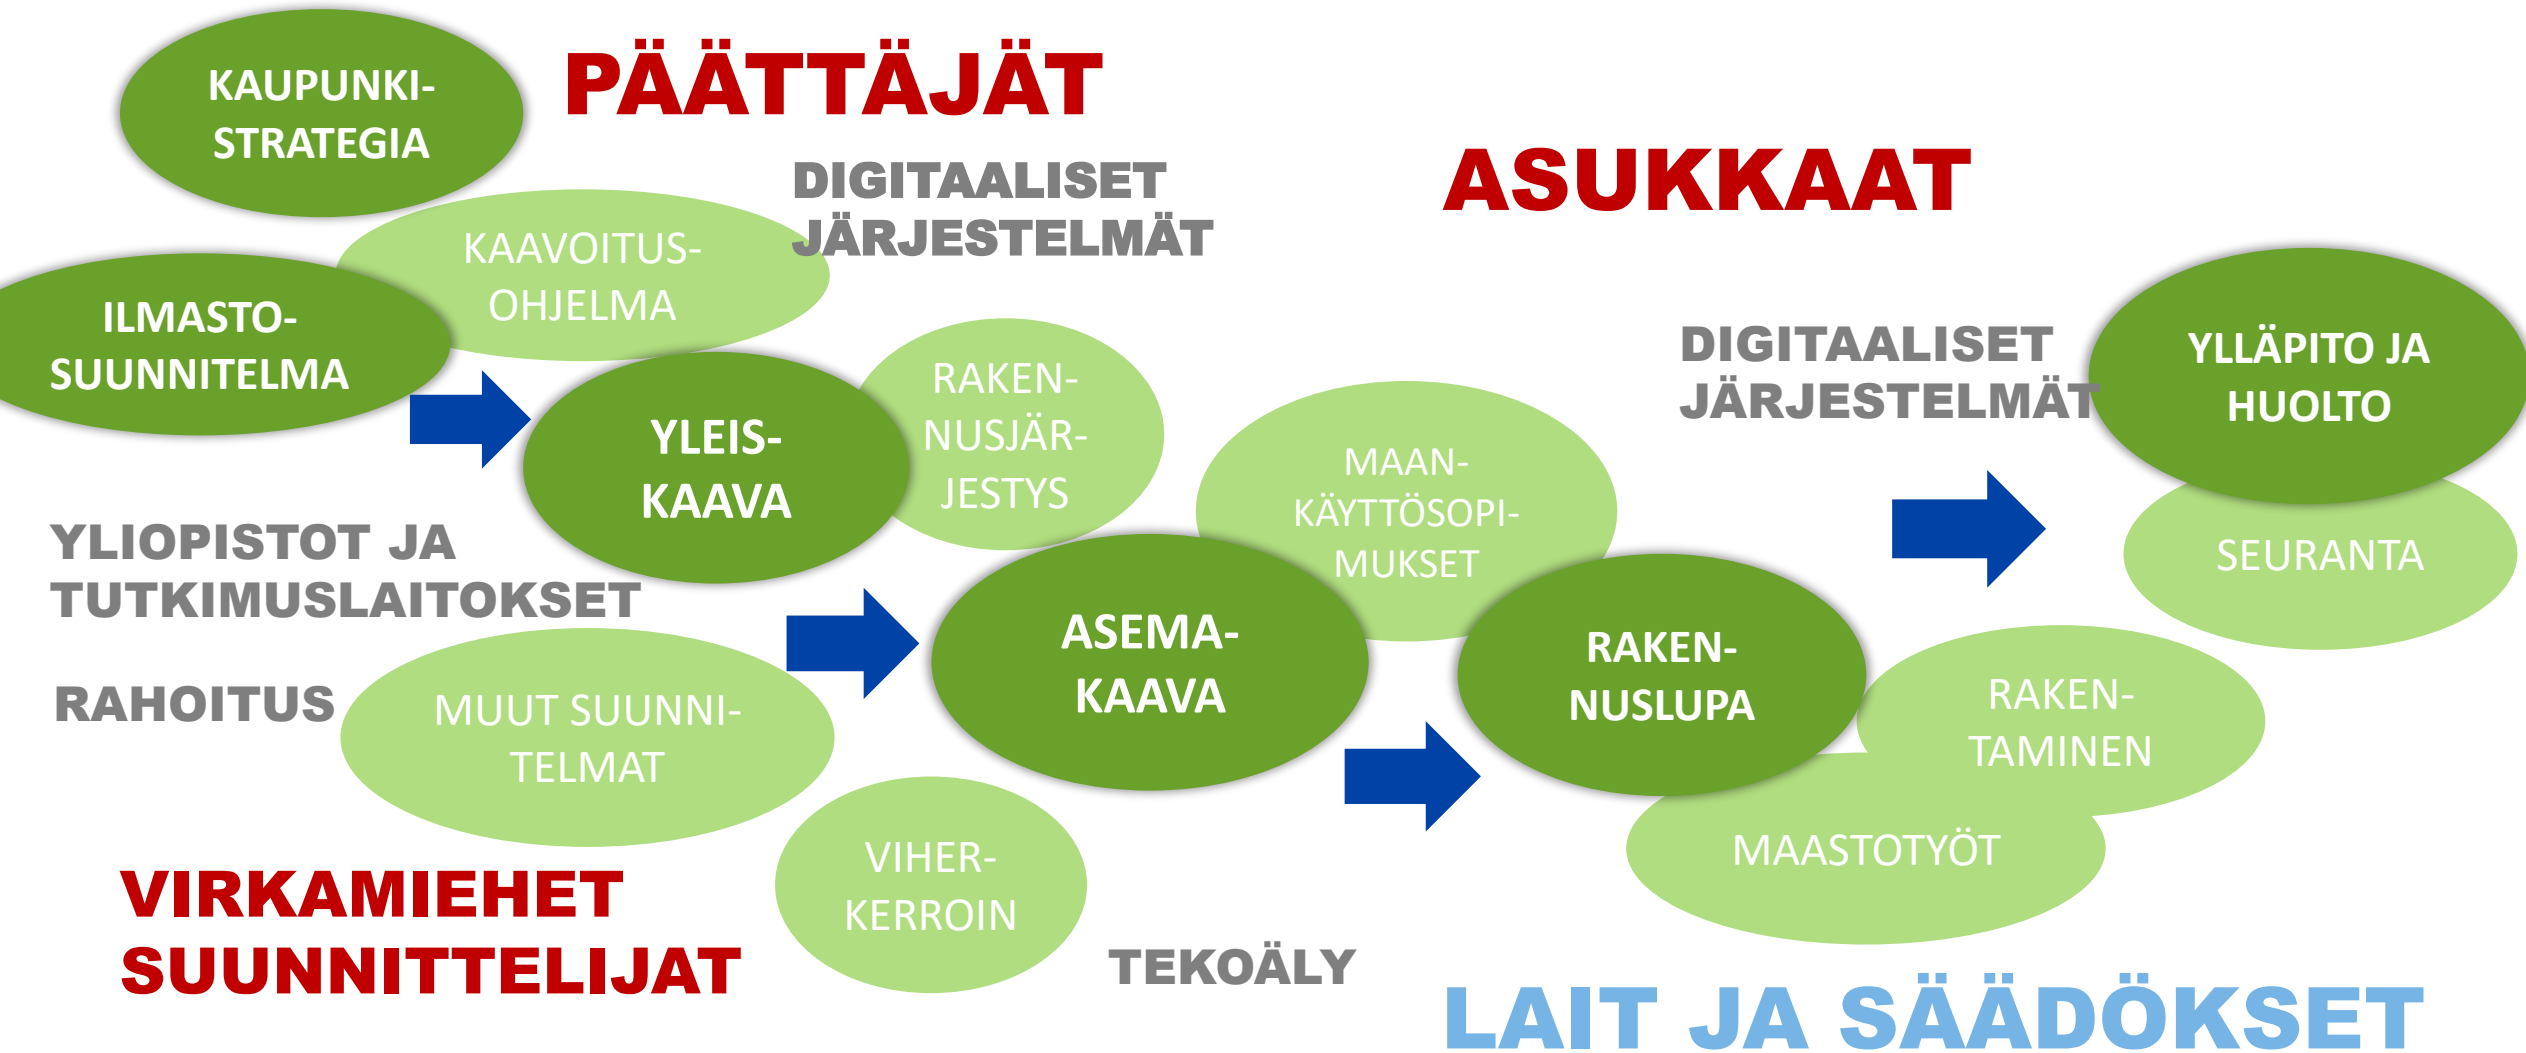 KAUPUNKI-
STRATEGIA
PÄÄTTÄJÄT
ASUKKAAT
DIGITAALISET
JÄRJESTELMÄT
KAAVOITUS-
OHJELMA
ILMASTO-
SUUNNITELMA
YLEIS-
KAAVA
RAKEN-
NUSJÄR-
JESTYS
MAAN-
KÄYTTÖSOPI-
MUKSET
DIGITAALISET
JÄRJESTELMÄT
YLLÄPITO JA
HUOLTO
SEURANTA
YLIOPISTOT JA
TUTKIMUSLAITOKSET
RAHOITUS
MUUT SUUNNI-
TELMAT
ASEMA-
KAAVA
RAKEN-
NUSLUPA
RAKEN-
TAMINEN
MAASTOTYÖT
VIHER-
KERROIN
VIRKAMIEHET
SUUNNITTELIJAT
TEKOÄLY
LAIT JA SÄÄDÖKSET